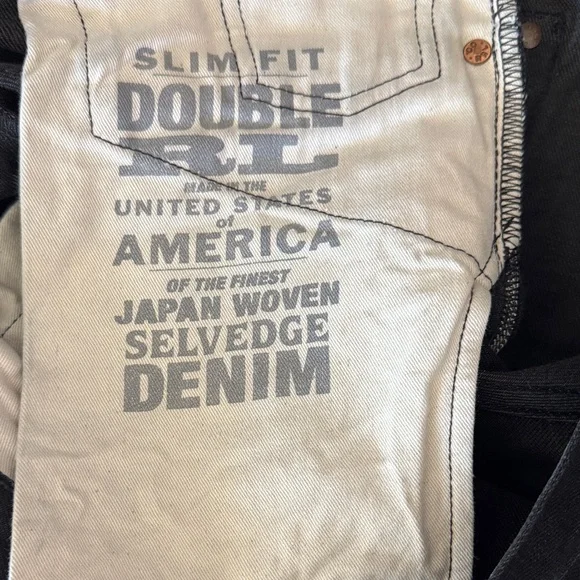 SLIM FIT
DOUBLE
RL
MADE IN THE
UNITED STATES
of
AMERICA
OF THE FINEST
JAPAN WOVEN
SELVEDGE
DENIM